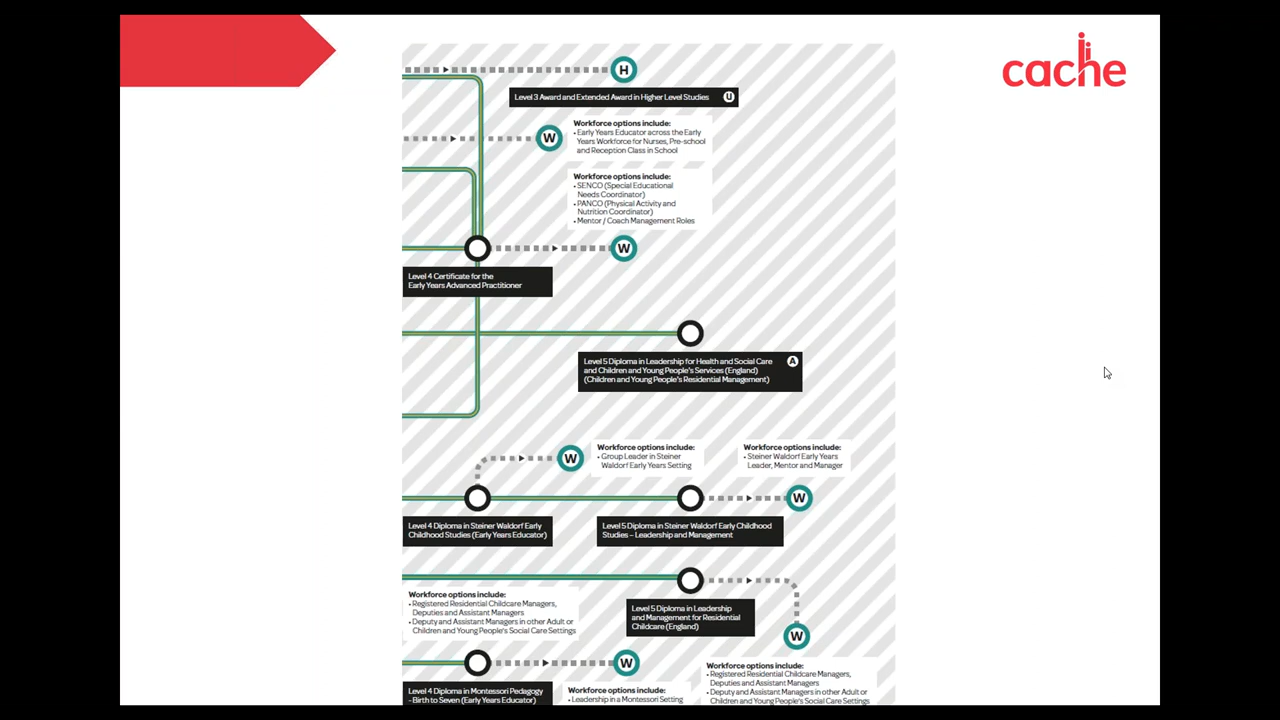 cache
H
Level 3 Award and Extended Award in Higher Level Studies U
W
Workforce options include:
• Early Years Educator across the Early
Years Workforce for Nurses, Pre-school
and Reception Class in School
Workforce options include:
• SENCO (Special Educational
Needs Coordinator)
• PANCO (Physical Activity and
Nutrition Coordinator)
• Mentor / Coach Management Roles
W
Level 4 Certificate for the
Early Years Advanced Practitioner
Level 5 Diploma in Leadership for Health and Social Care A
and Children and Young People's Services (England)
(Children and Young People's Residential Management)
W
Workforce options include:
• Group Leader in Steiner
Waldorf Early Years Setting
Workforce options include:
• Steiner Waldorf Early Years
Leader, Mentor and Manager
W
Level 4 Diploma in Steiner Waldorf Early
Childhood Studies (Early Years Educator)
Level 5 Diploma in Steiner Waldorf Early Childhood
Studies – Leadership and Management
Workforce options include:
• Registered Residential Childcare Managers,
Deputies and Assistant Managers
• Deputy and Assistant Managers in other Adult or
Children and Young People's Social Care Settings
Level 5 Diploma in Leadership
and Management for Residential
Childcare (England)
W
W
Level 4 Diploma in Montessori Pedagogy
- Birth to Seven (Early Years Educator)
Workforce options include:
• Leadership in a Montessori Setting
Workforce options include:
• Registered Residential Childcare Managers,
Deputies and Assistant Managers
• Deputy and Assistant Managers in other Adult or
Children and Young People's Social Care Settings